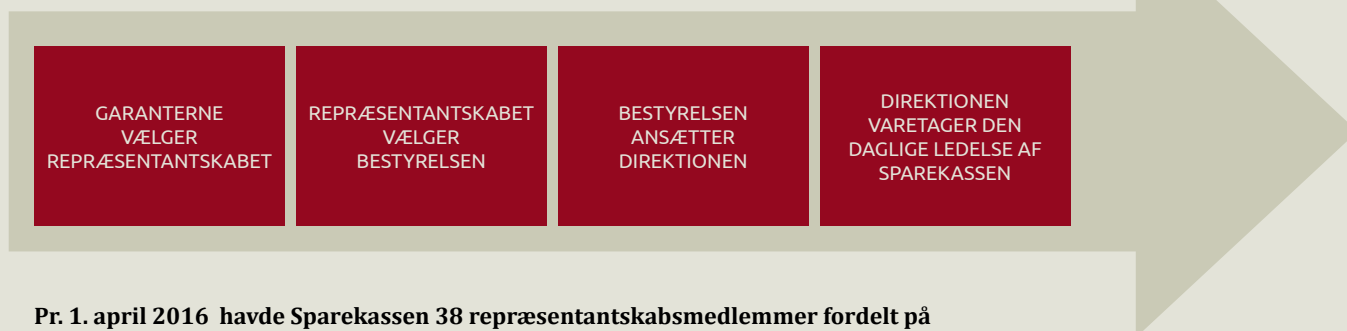 GARANTERNE
VÆLGER
REPRÆSENTANTSKABET
REPRÆSENTANTSKABET
VÆLGER
BESTYRELSEN
BESTYRELSEN
ANSÆTTER
DIREKTIONEN
DIREKTIONEN
VARETAGER DEN
DAGLIGE LEDELSE AF
SPAREKASSEN
Pr. 1. april 2016 havde Sparekassen 38 repræsentantskabsmedlemmer fordelt på